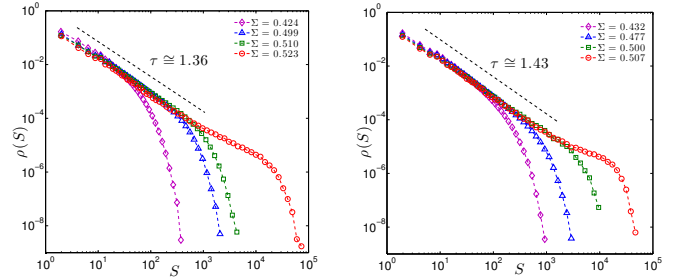 Σ = 0.424
Σ = 0.499
Σ = 0.510
Σ = 0.523
τ ≅ 1.36
10^0
10^-2
10^-4
10^-6
10^-8
ρ(S)
10^0 10^1 10^2 10^3 10^4 10^5
S
Σ = 0.432
Σ = 0.477
Σ = 0.500
Σ = 0.507
τ ≅ 1.43
10^0
10^-2
10^-4
10^-6
10^-8
ρ(S)
10^0 10^1 10^2 10^3 10^4 10^5
S